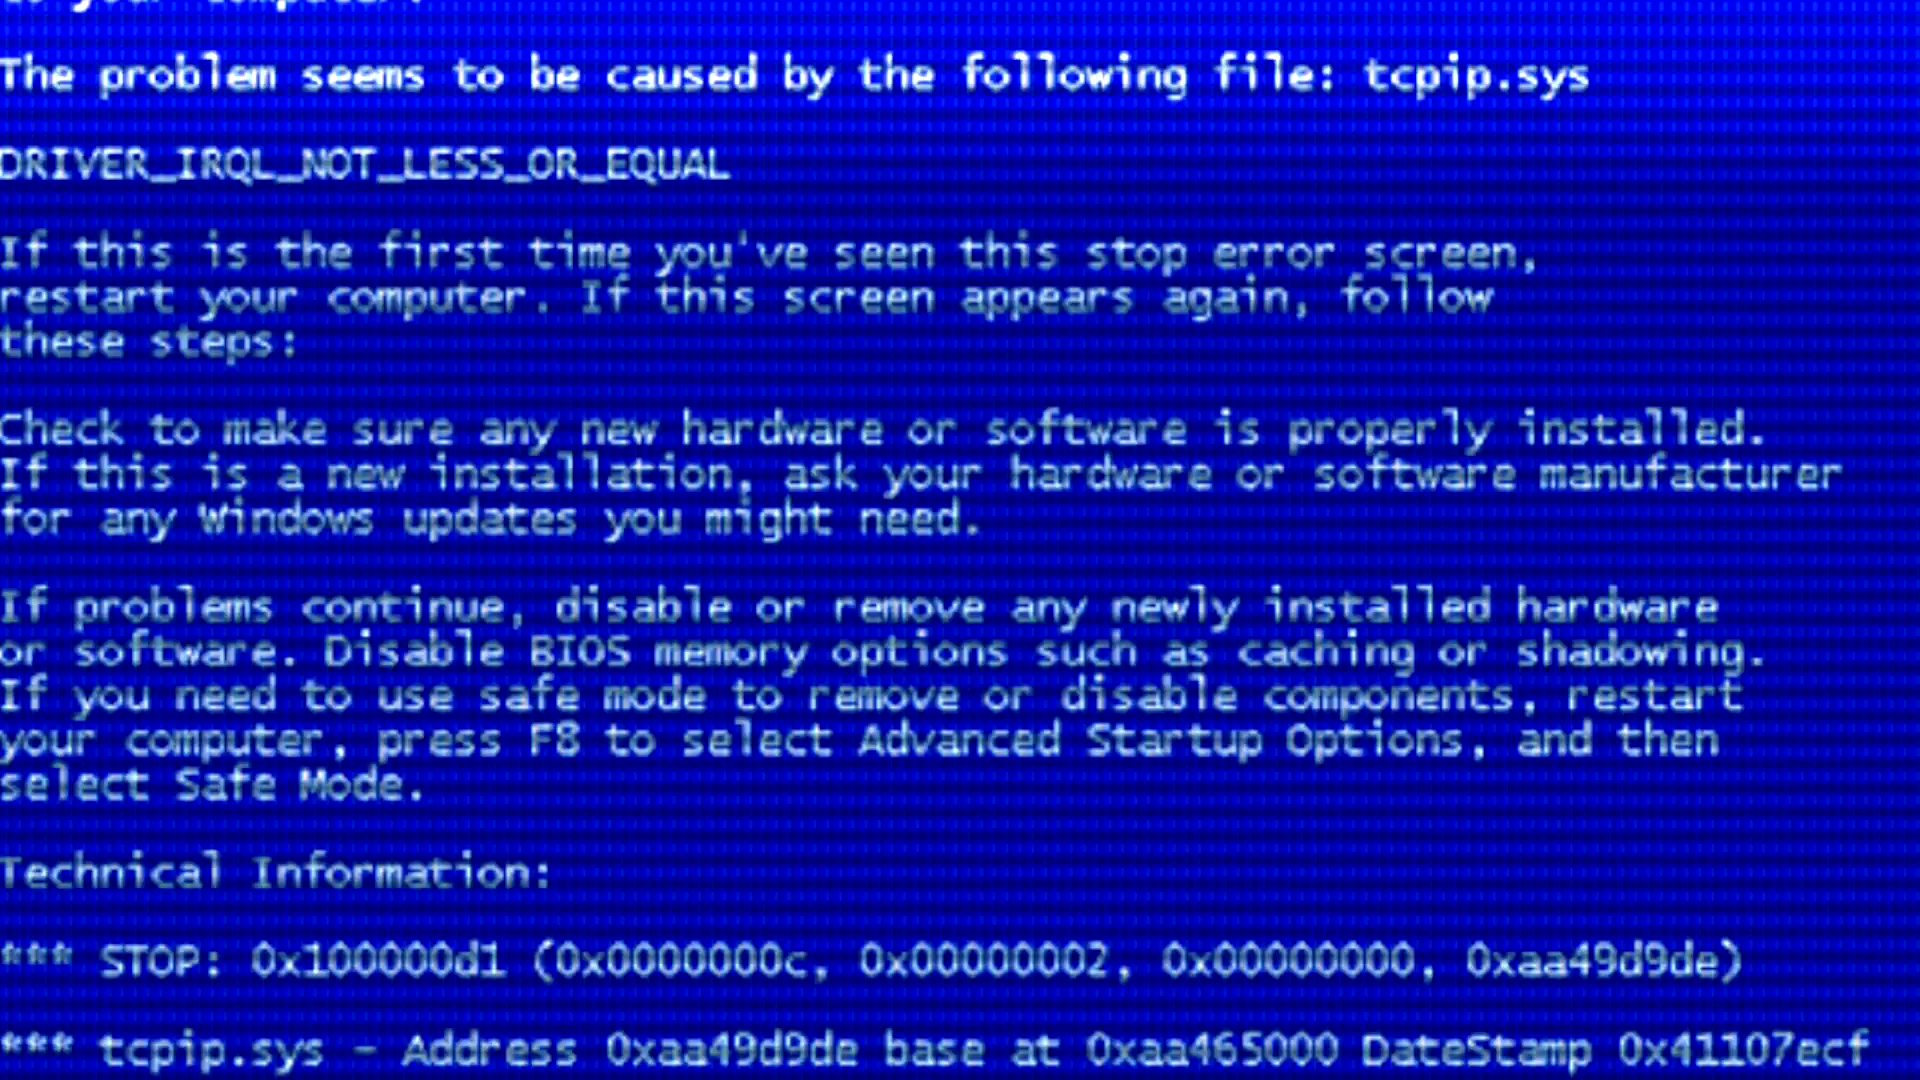 to your computer.
The problem seems to be caused by the following file: tcpip.sys
DRIVER_IRQL_NOT_LESS_OR_EQUAL
If this is the first time you've seen this stop error screen,
restart your computer. If this screen appears again, follow
these steps:
Check to make sure any new hardware or software is properly installed.
If this is a new installation, ask your hardware or software manufacturer
for any Windows updates you might need.
If problems continue, disable or remove any newly installed hardware
or software. Disable BIOS memory options such as caching or shadowing.
If you need to use safe mode to remove or disable components, restart
your computer, press F8 to select Advanced Startup Options, and then
select Safe Mode.
Technical Information:
*** STOP: 0x100000d1 (0x0000000c, 0x00000002, 0x00000000, 0xaa49d9de)
*** tcpip.sys - Address 0xaa49d9de base at 0xaa465000 DateStamp 0x41107ecf